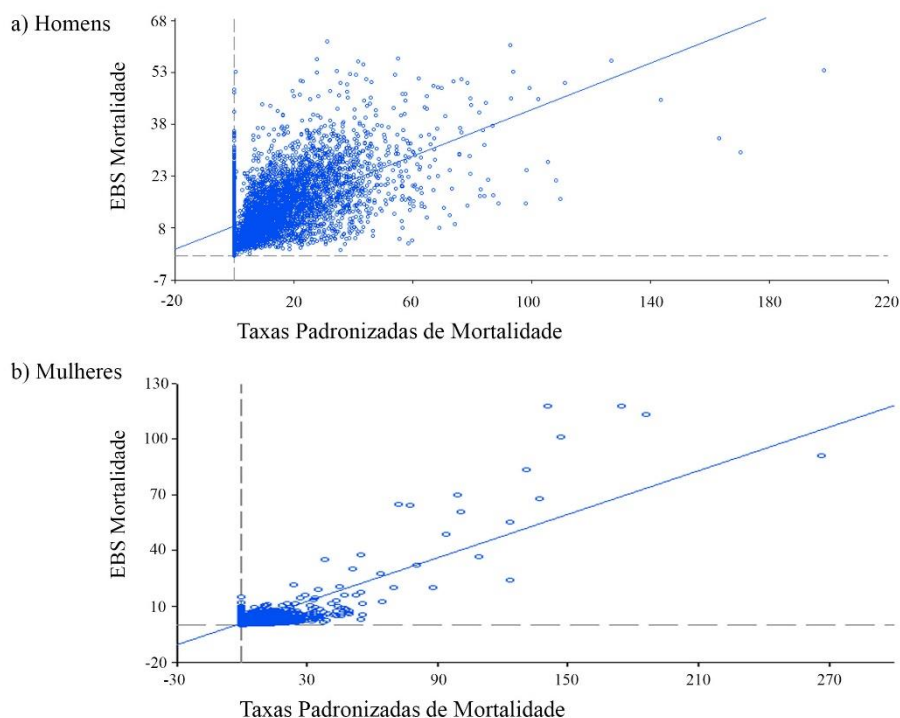 a) Homens
68
53
38
23
8
-7
EBS Mortalidade
-20 20 60 100 140 180 220
Taxas Padronizadas de Mortalidade
b) Mulheres
130
100
70
40
10
-20
EBS Mortalidade
-30 30 90 150 210 270
Taxas Padronizadas de Mortalidade